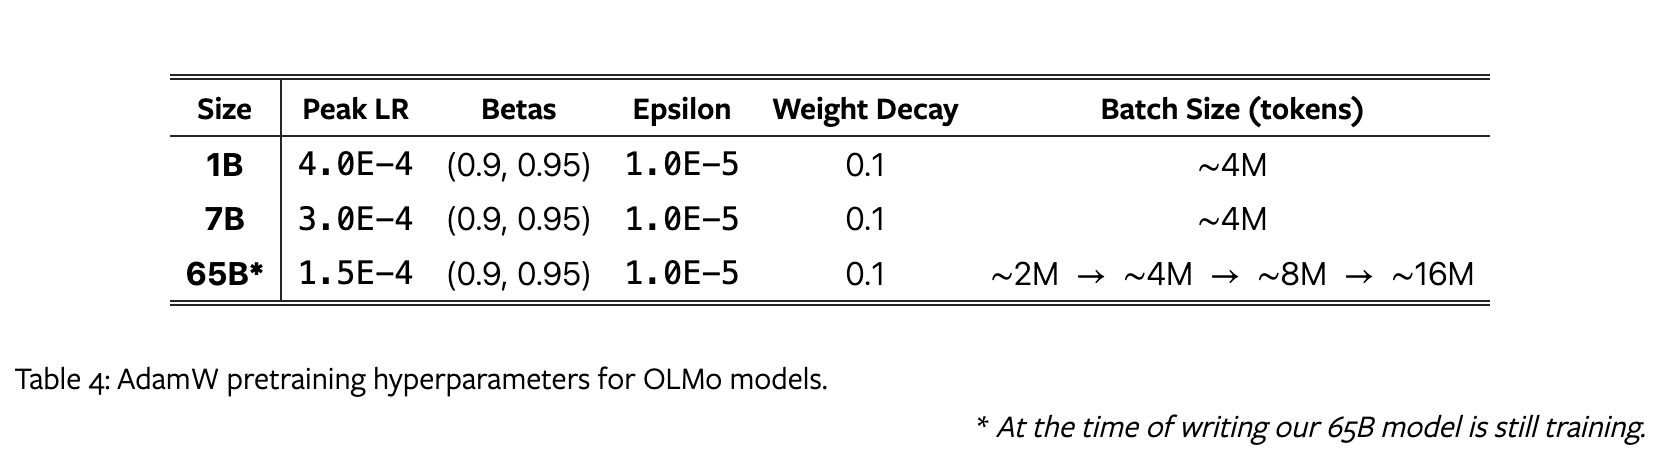 Size Peak LR Betas Epsilon Weight Decay Batch Size (tokens)
1B 4.0E−4 (0.9, 0.95) 1.0E−5 0.1 ~4M
7B 3.0E−4 (0.9, 0.95) 1.0E−5 0.1 ~4M
65B* 1.5E−4 (0.9, 0.95) 1.0E−5 0.1 ~2M → ~4M → ~8M → ~16M
Table 4: AdamW pretraining hyperparameters for OLMo models.
* At the time of writing our 65B model is still training.